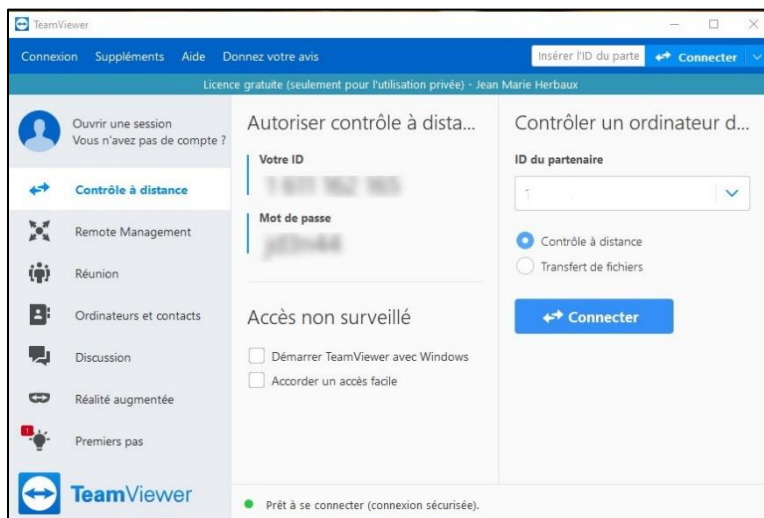 TeamViewer
Connexion Suppléments Aide Donnez votre avis
Insérer l'ID du parte
Connecter
Licence gratuite (seulement pour l'utilisation privée) - Jean Marie Herbaux
Ouvrir une session
Vous n'avez pas de compte ?
Contrôle à distance
Remote Management
Réunion
Ordinateurs et contacts
Discussion
Réalité augmentée
1
Premiers pas
TeamViewer
Autoriser contrôle à dista...
Votre ID
Mot de passe
Accès non surveillé
Démarrer TeamViewer avec Windows
Accorder un accès facile
Contrôler un ordinateur d...
ID du partenaire
Contrôle à distance
Transfert de fichiers
Connecter
Prêt à se connecter (connexion sécurisée).